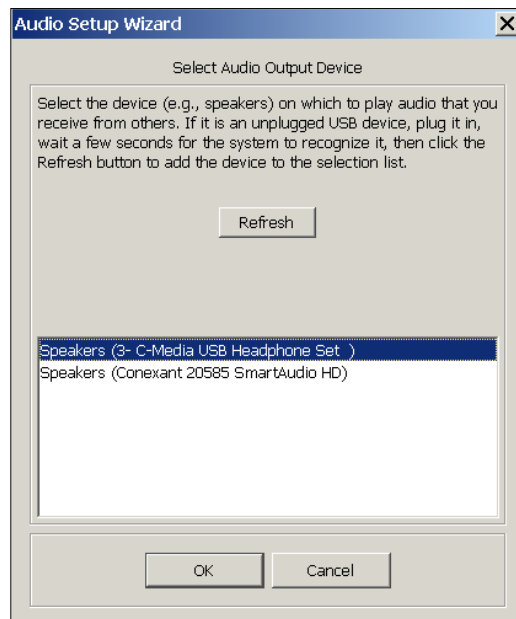 Audio Setup Wizard
Select Audio Output Device
Select the device (e.g., speakers) on which to play audio that you
receive from others. If it is an unplugged USB device, plug it in,
wait a few seconds for the system to recognize it, then click the
Refresh button to add the device to the selection list.
Refresh
Speakers (3- C-Media USB Headphone Set  )
Speakers (Conexant 20585 SmartAudio HD)
OK
Cancel